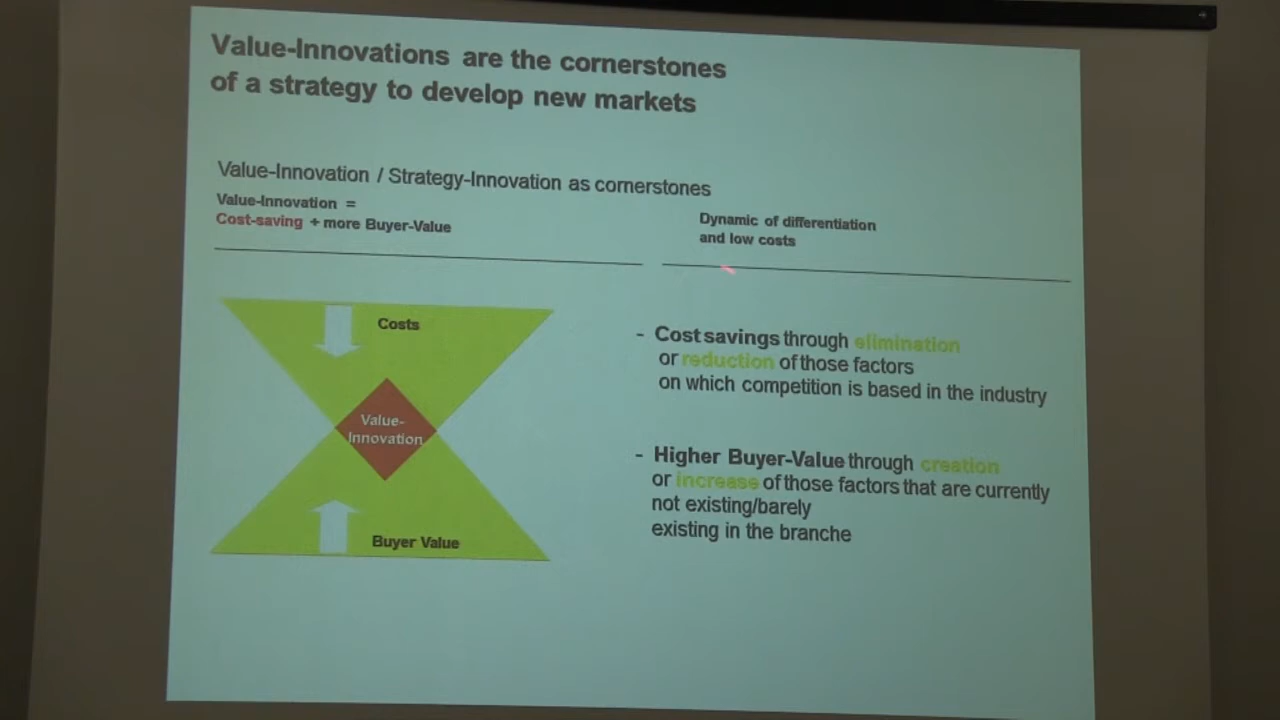 Value-Innovations are the cornerstones
of a strategy to develop new markets
Value-Innovation / Strategy-Innovation as cornerstones
Value-Innovation =
Cost-saving + more Buyer-Value
Dynamic of differentiation
and low costs
Costs
Value-
Innovation
Buyer Value
- Cost savings through elimination
or reduction of those factors
on which competition is based in the industry
- Higher Buyer-Value through creation
or increase of those factors that are currently
not existing/barely
existing in the branche